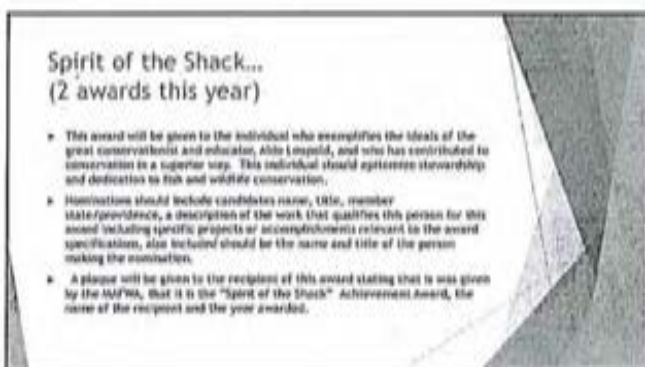 Spirit of the Shack...
(2 awards this year)
▸ This award will be given to the individual who exemplifies the ideals of the
great conservationist and educator, Aldo Leopold, and who has contributed to
conservation in a superior way. This individual should epitomize stewardship
and dedication to fish and wildlife conservation.
▸ Nominations should include candidates name, title, member
state/providence, a description of the work that qualifies this person for this
award including specific projects or accomplishments relevant to the award
specifications, also included should be the name and title of the person
making the nomination.
▸ A plaque will be given to the recipient of this award stating that is was given
by the MAFWA, that it is the "Spirit of the Shack" Achievement Award, the
name of the recipient and the year awarded.